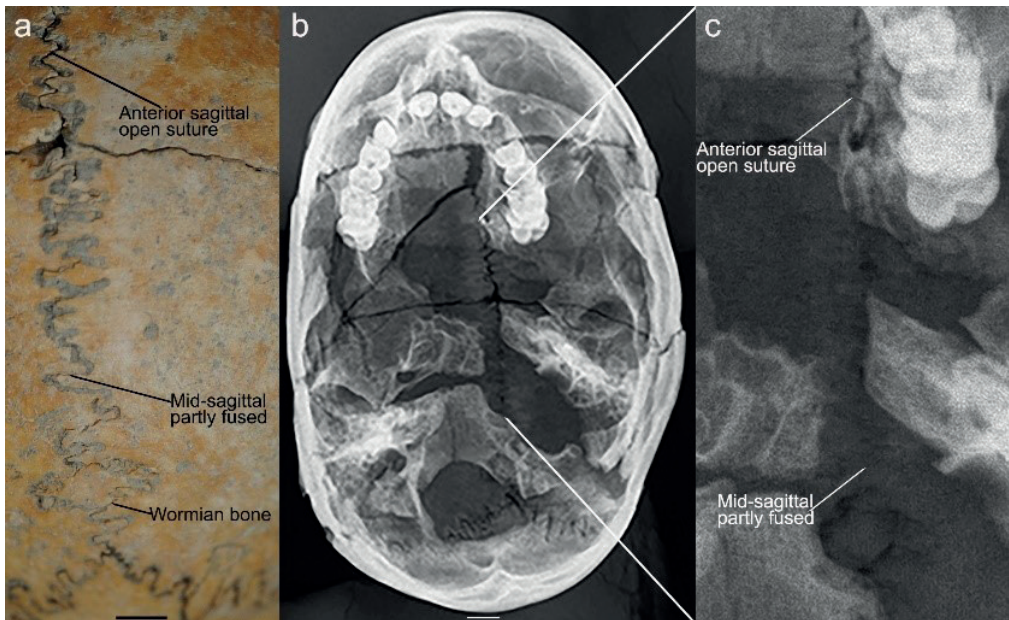 a
Anterior sagittal
open suture
Mid-sagittal
partly fused
Wormian bone
b
c
Anterior sagittal
open suture
Mid-sagittal
partly fused